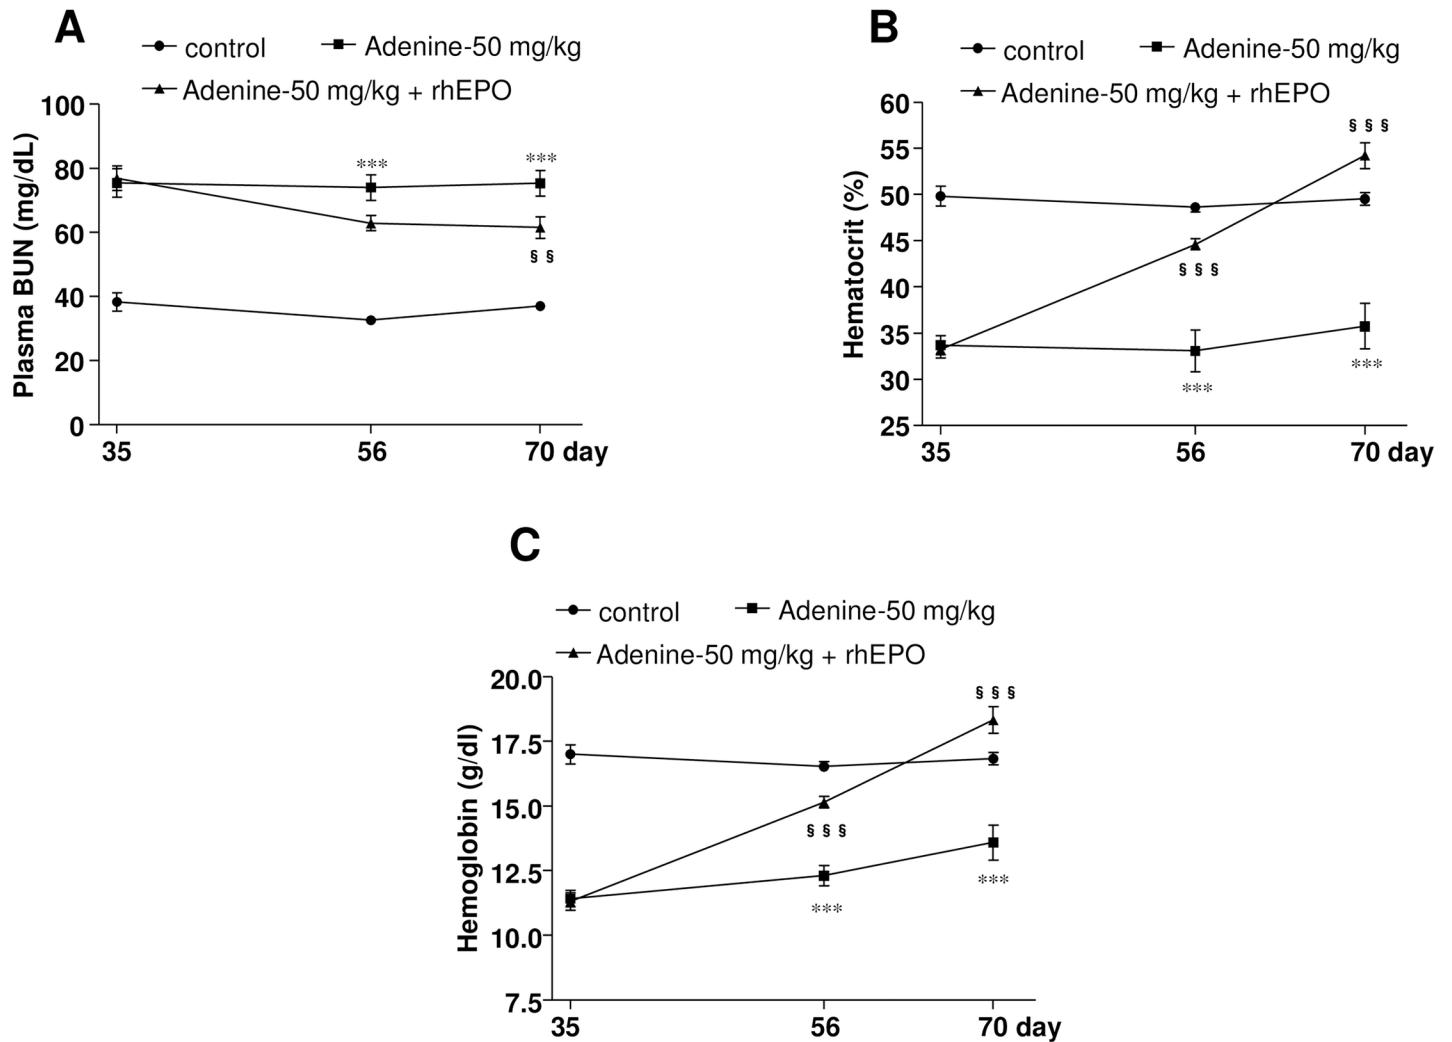 A
control Adenine-50 mg/kg
Adenine-50 mg/kg + rhEPO
Plasma BUN (mg/dL)
100
80
60
40
20
0
*** ***
§ §
35 56 70 day
B
control Adenine-50 mg/kg
Adenine-50 mg/kg + rhEPO
Hematocrit (%)
60
55
50
45
40
35
30
25
§ § §
§ § §
***
***
35 56 70 day
C
control Adenine-50 mg/kg
Adenine-50 mg/kg + rhEPO
Hemoglobin (g/dl)
20.0
17.5
15.0
12.5
10.0
7.5
§ § §
§ § §
***
***
35 56 70 day